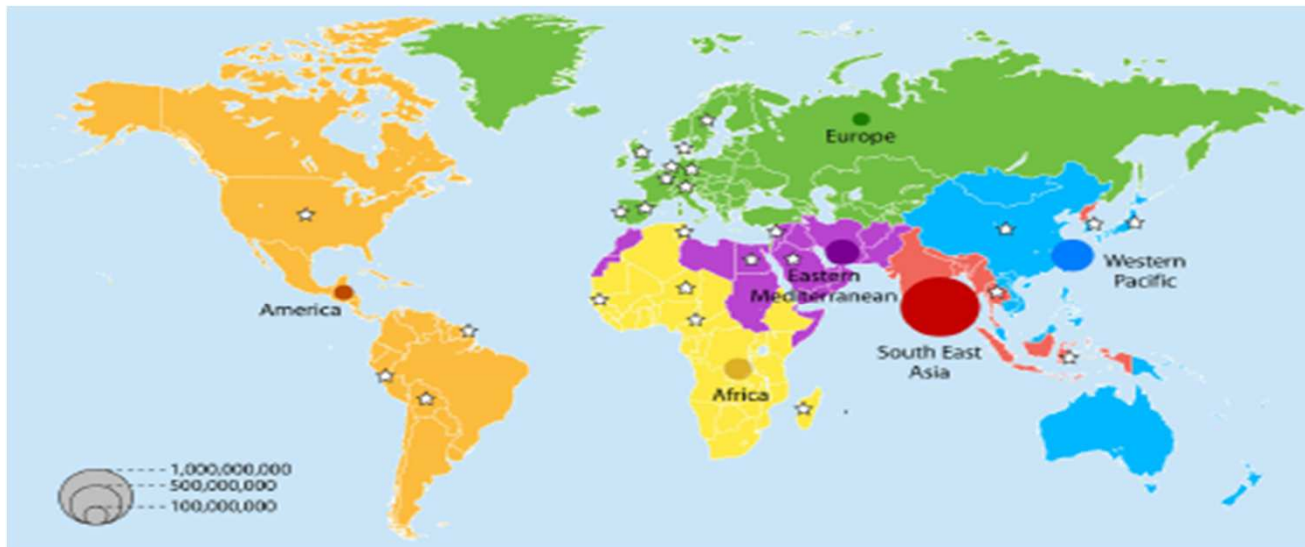 Europe
Western
Pacific
Eastern
Mediterranean
America
South East
Asia
Africa
1,000,000,000
500,000,000
100,000,000